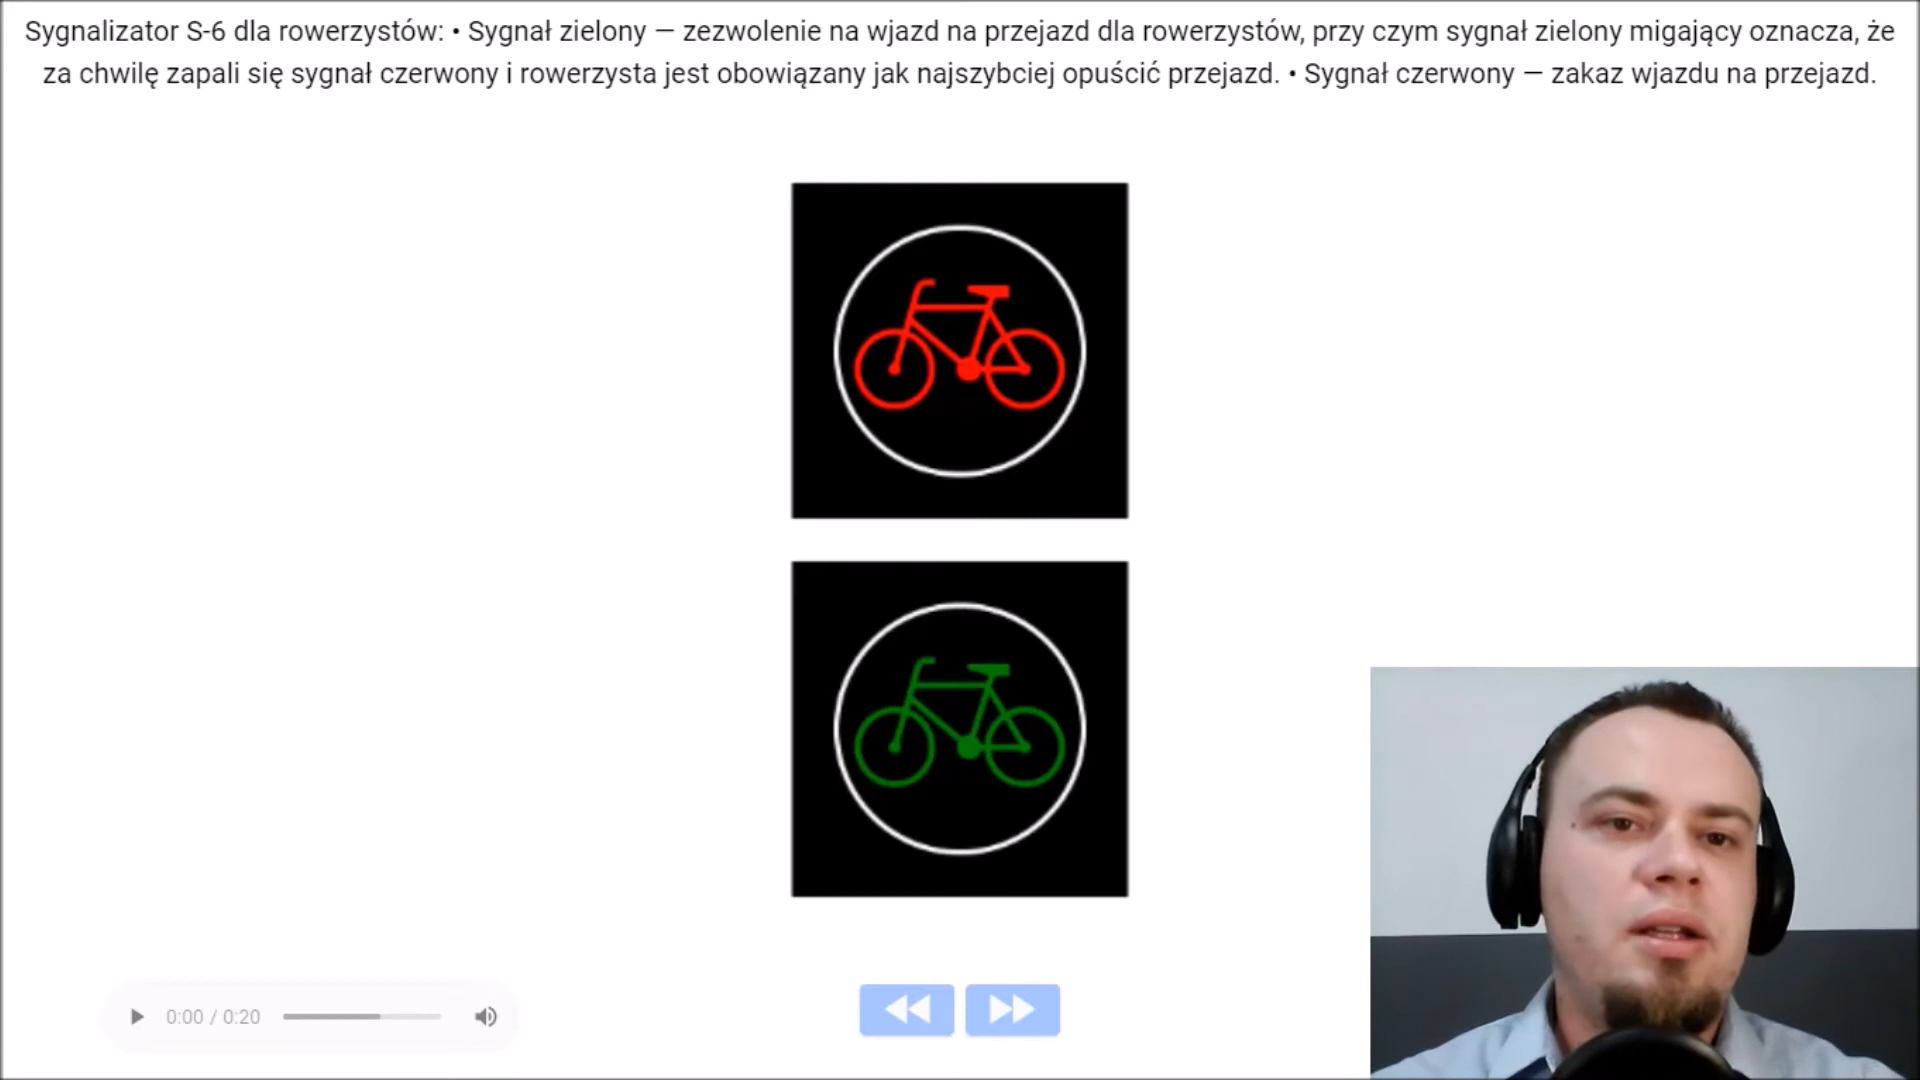 Sygnalizator S-6 dla rowerzystów: • Sygnał zielony — zezwolenie na wjazd na przejazd dla rowerzystów, przy czym sygnał zielony migający oznacza, że
za chwilę zapali się sygnał czerwony i rowerzysta jest obowiązany jak najszybciej opuścić przejazd. • Sygnał czerwony — zakaz wjazdu na przejazd.
0:00 / 0:20